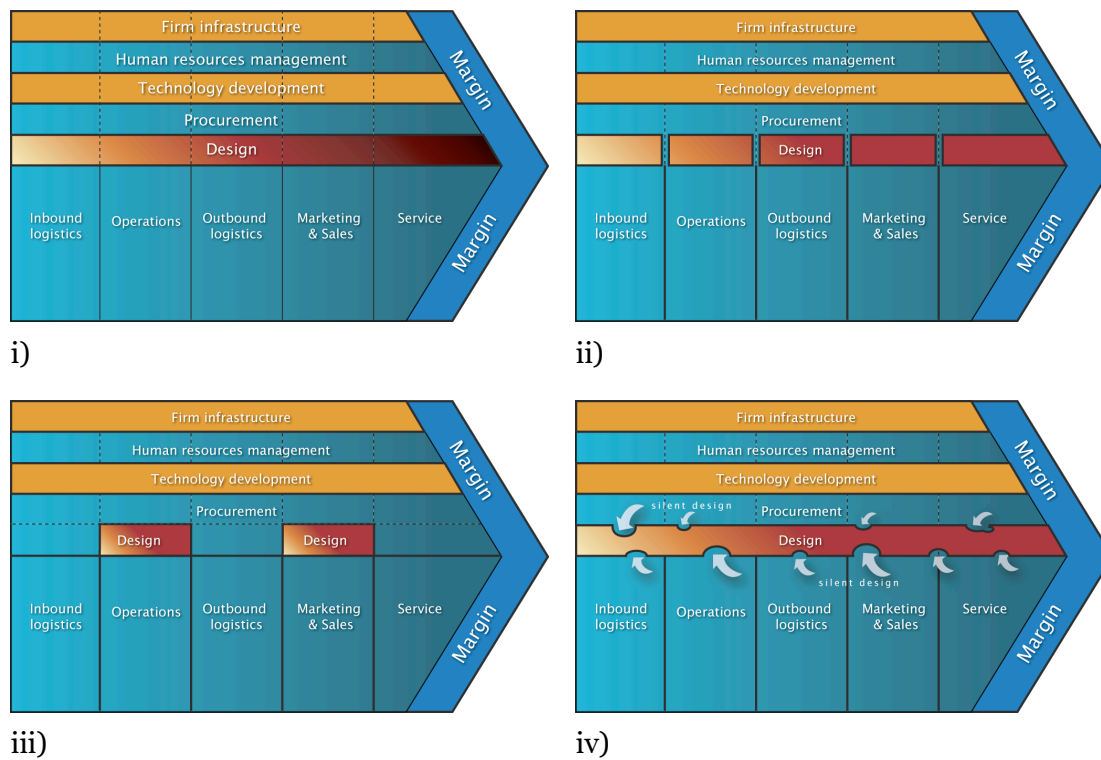 Firm infrastructure
Human resources management
Technology development
Procurement
Design
Inbound
logistics
Operations
Outbound
logistics
Marketing
& Sales
Service
Margin
Margin
i)
Firm infrastructure
Human resources management
Technology development
Procurement
Design
Inbound
logistics
Operations
Outbound
logistics
Marketing
& Sales
Service
Margin
Margin
ii)
Firm infrastructure
Human resources management
Technology development
Procurement
Design
Design
Inbound
logistics
Operations
Outbound
logistics
Marketing
& Sales
Service
Margin
Margin
iii)
Firm infrastructure
Human resources management
Technology development
silent design
Procurement
Design
silent design
Inbound
logistics
Operations
Outbound
logistics
Marketing
& Sales
Service
Margin
Margin
iv)